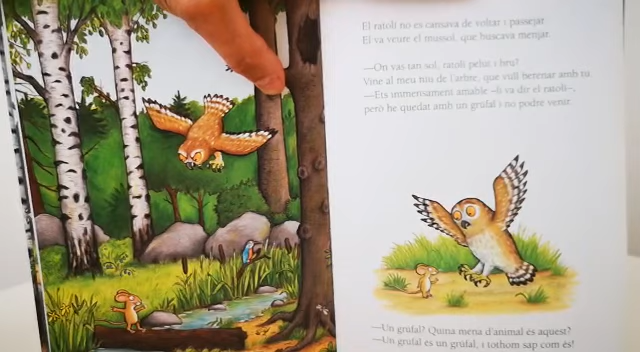 El ratolí no es cansava de voltar i passejar.
El va veure el mussol, que buscava menjar.
—On vas tan sol, ratolí pelut i bru?
Vine al meu niu de l'arbre, que vull berenar amb tu.
—Ets immensament amable —li va dir el ratolí—,
però he quedat amb un grúfal i no podré venir.
—Un grúfal? Quina mena d'animal és aquest?
—Un grúfal és un grúfal, i tothom sap com és!